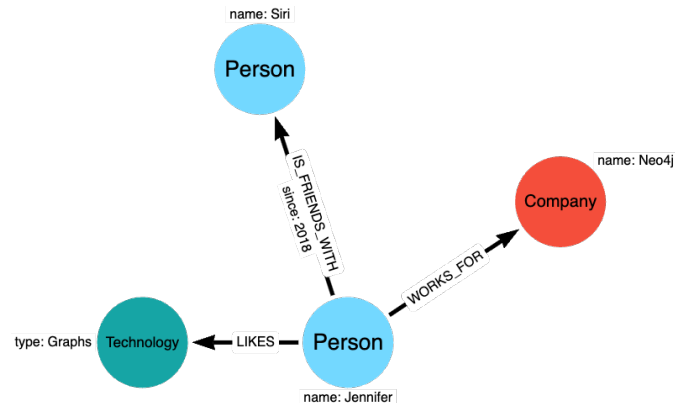 name: Siri
Person
IS_FRIENDS_WITH
since: 2018
name: Neo4j
Company
WORKS_FOR
type: Graphs
Technology
LIKES
Person
name: Jennifer